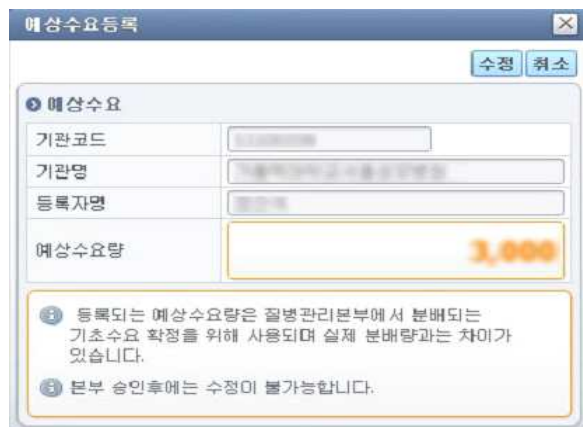 예상수요등록
수정 취소
예상수요
기관코드
기관명
등록자명
예상수요량 3,000
등록되는 예상수요량은 질병관리본부에서 분배되는
기초수요 확정을 위해 사용되며 실제 분배량과는 차이가
있습니다.
본부 승인후에는 수정이 불가능합니다.